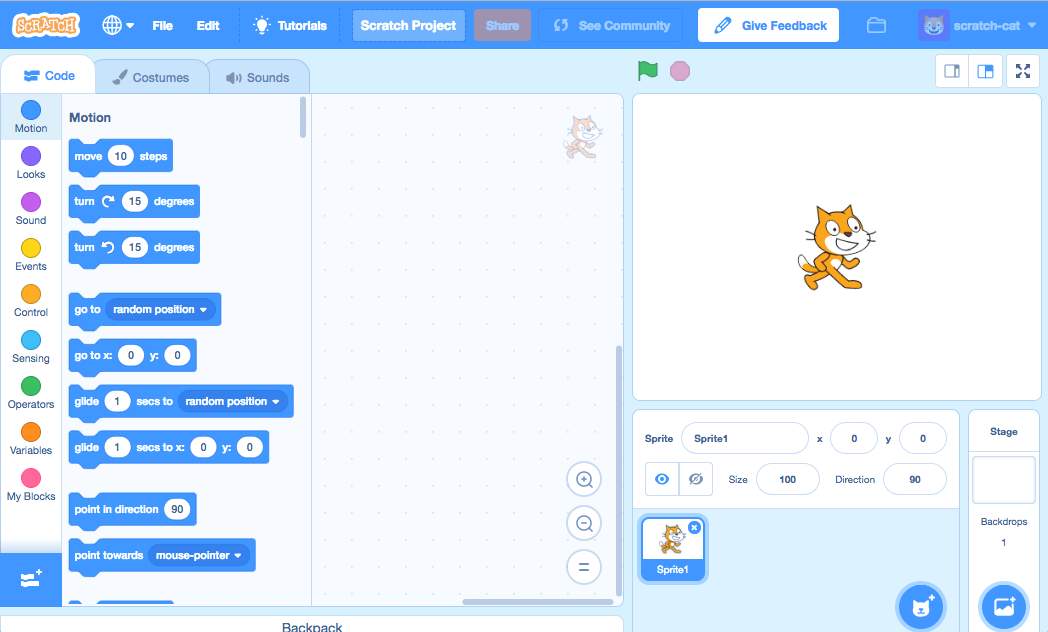 SCRATCH
File Edit Tutorials Scratch Project Share See Community Give Feedback scratch-cat
Code Costumes Sounds
Motion
Looks
Sound
Events
Control
Sensing
Operators
Variables
My Blocks
Motion
move 10 steps
turn 15 degrees
turn 15 degrees
go to random position
go to x: 0 y: 0
glide 1 secs to random position
glide 1 secs to x: 0 y: 0
point in direction 90
point towards mouse-pointer
Sprite Sprite1 x 0 y 0
Size 100 Direction 90
Sprite1
Stage
Backdrops
1
Backpack